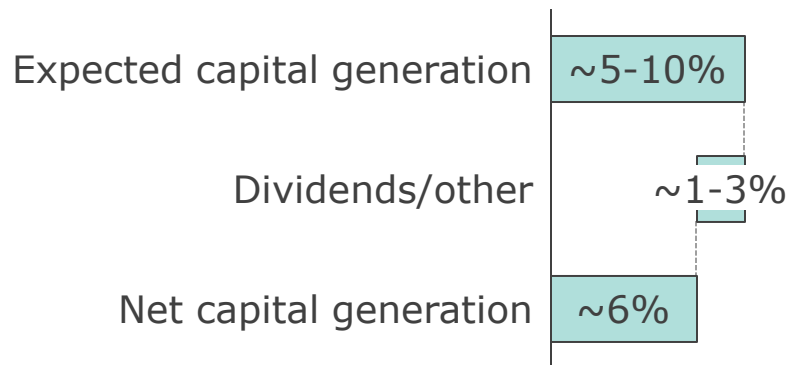 Expected capital generation ~5-10%
Dividends/other ~1-3%
Net capital generation ~6%